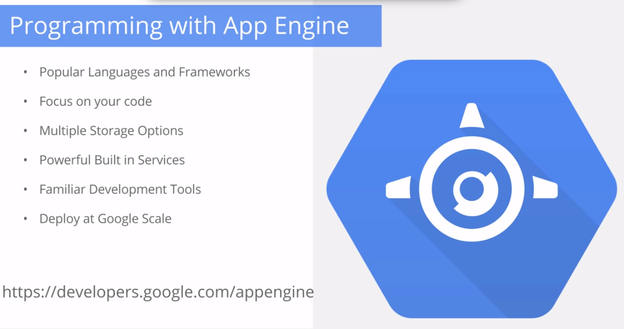 Programming with App Engine
• Popular Languages and Frameworks
• Focus on your code
• Multiple Storage Options
• Powerful Built in Services
• Familiar Development Tools
• Deploy at Google Scale
https://developers.google.com/appengine